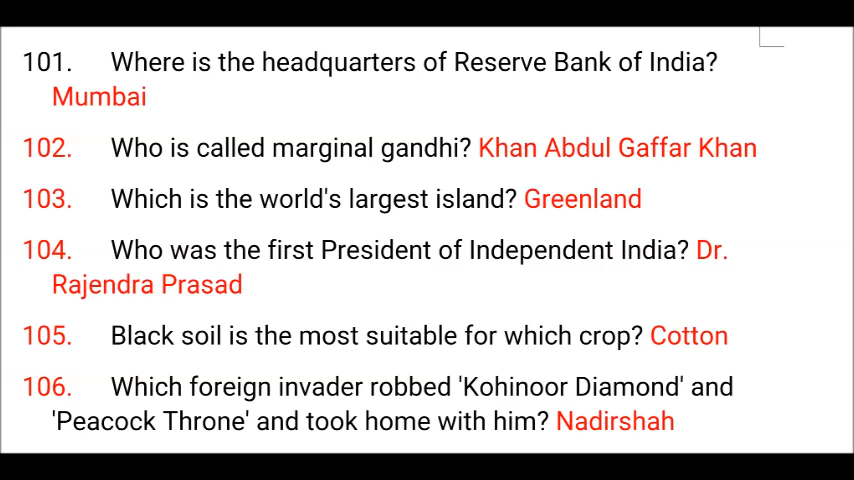 101. Where is the headquarters of Reserve Bank of India?
Mumbai
102. Who is called marginal gandhi? Khan Abdul Gaffar Khan
103. Which is the world's largest island? Greenland
104. Who was the first President of Independent India? Dr.
Rajendra Prasad
105. Black soil is the most suitable for which crop? Cotton
106. Which foreign invader robbed 'Kohinoor Diamond' and
'Peacock Throne' and took home with him? Nadirshah